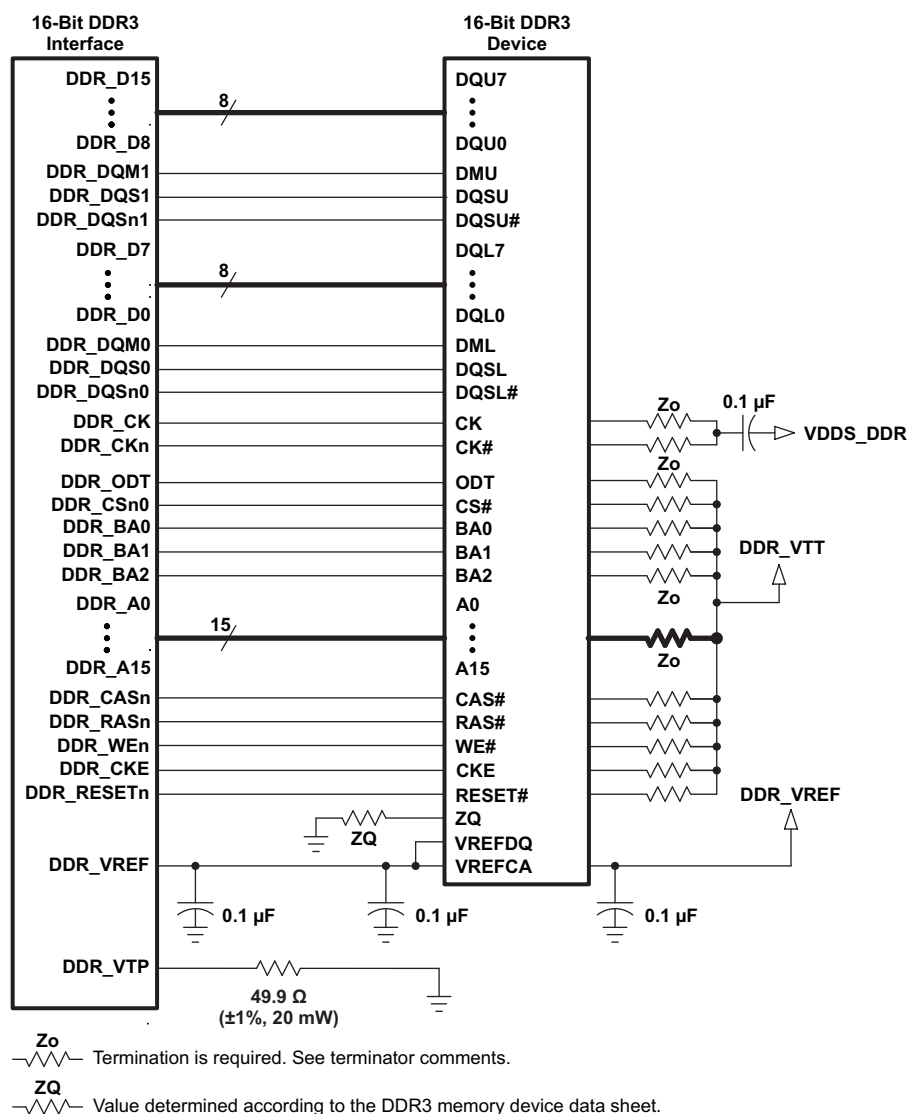 16-Bit DDR3
Interface
16-Bit DDR3
Device
DDR_D15
8
DQU7
DDR_D8
DQU0
DDR_DQM1
DMU
DDR_DQS1
DQSU
DDR_DQSn1
DQSU#
DDR_D7
DQL7
8
DDR_D0
DQL0
DDR_DQM0
DML
DDR_DQS0
DQSL
DDR_DQSn0
DQSL#
Zo
0.1 µF
DDR_CK
CK
VDDS_DDR
DDR_CKn
CK#
Zo
DDR_ODT
ODT
DDR_CSn0
CS#
DDR_BA0
BA0
DDR_BA1
BA1
DDR_VTT
DDR_BA2
BA2
Zo
DDR_A0
A0
15
Zo
DDR_A15
A15
DDR_CASn
CAS#
DDR_RASn
RAS#
DDR_WEn
WE#
DDR_CKE
CKE
DDR_RESETn
RESET#
DDR_VREF
ZQ
ZQ
VREFDQ
DDR_VREF
VREFCA
0.1 µF
0.1 µF
0.1 µF
DDR_VTP
49.9 Ω
(±1%, 20 mW)
Zo
Termination is required. See terminator comments.
ZQ
Value determined according to the DDR3 memory device data sheet.